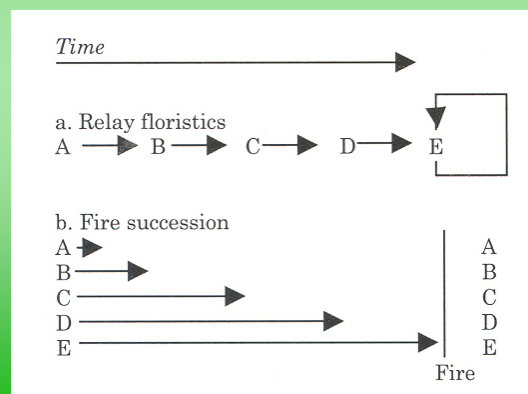 Time
a. Relay floristics
A B C D E
b. Fire succession
A A
B B
C C
D D
E E
Fire